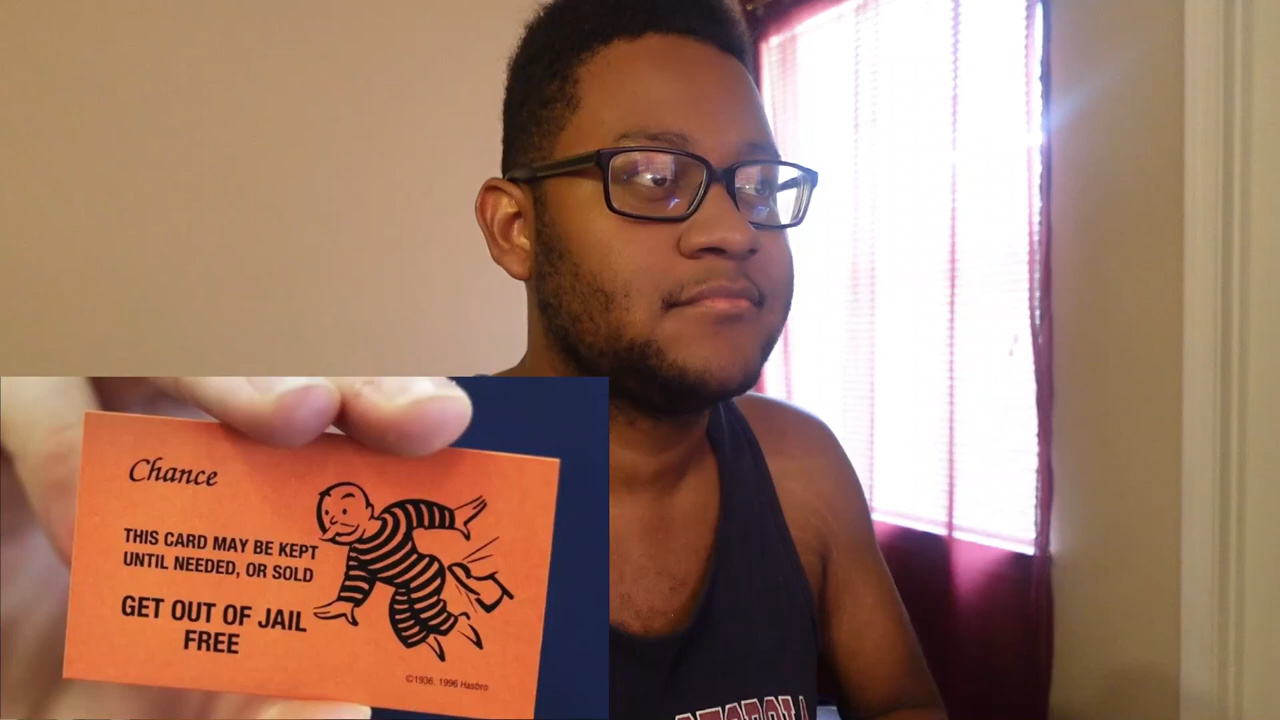 Chance
THIS CARD MAY BE KEPT
UNTIL NEEDED, OR SOLD
GET OUT OF JAIL
FREE
©1936, 1996 Hasbro